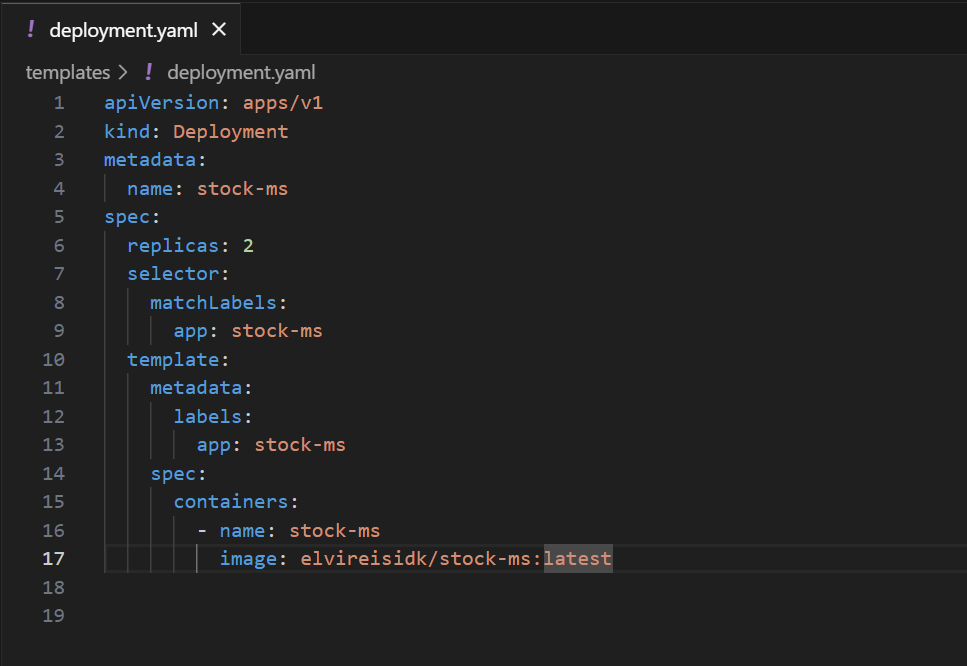 ! deployment.yaml ×
templates > ! deployment.yaml
1 apiVersion: apps/v1
2 kind: Deployment
3 metadata:
4   name: stock-ms
5 spec:
6   replicas: 2
7   selector:
8     matchLabels:
9       app: stock-ms
10   template:
11     metadata:
12       labels:
13         app: stock-ms
14     spec:
15       containers:
16         - name: stock-ms
17           image: elvireisidk/stock-ms:latest
18
19